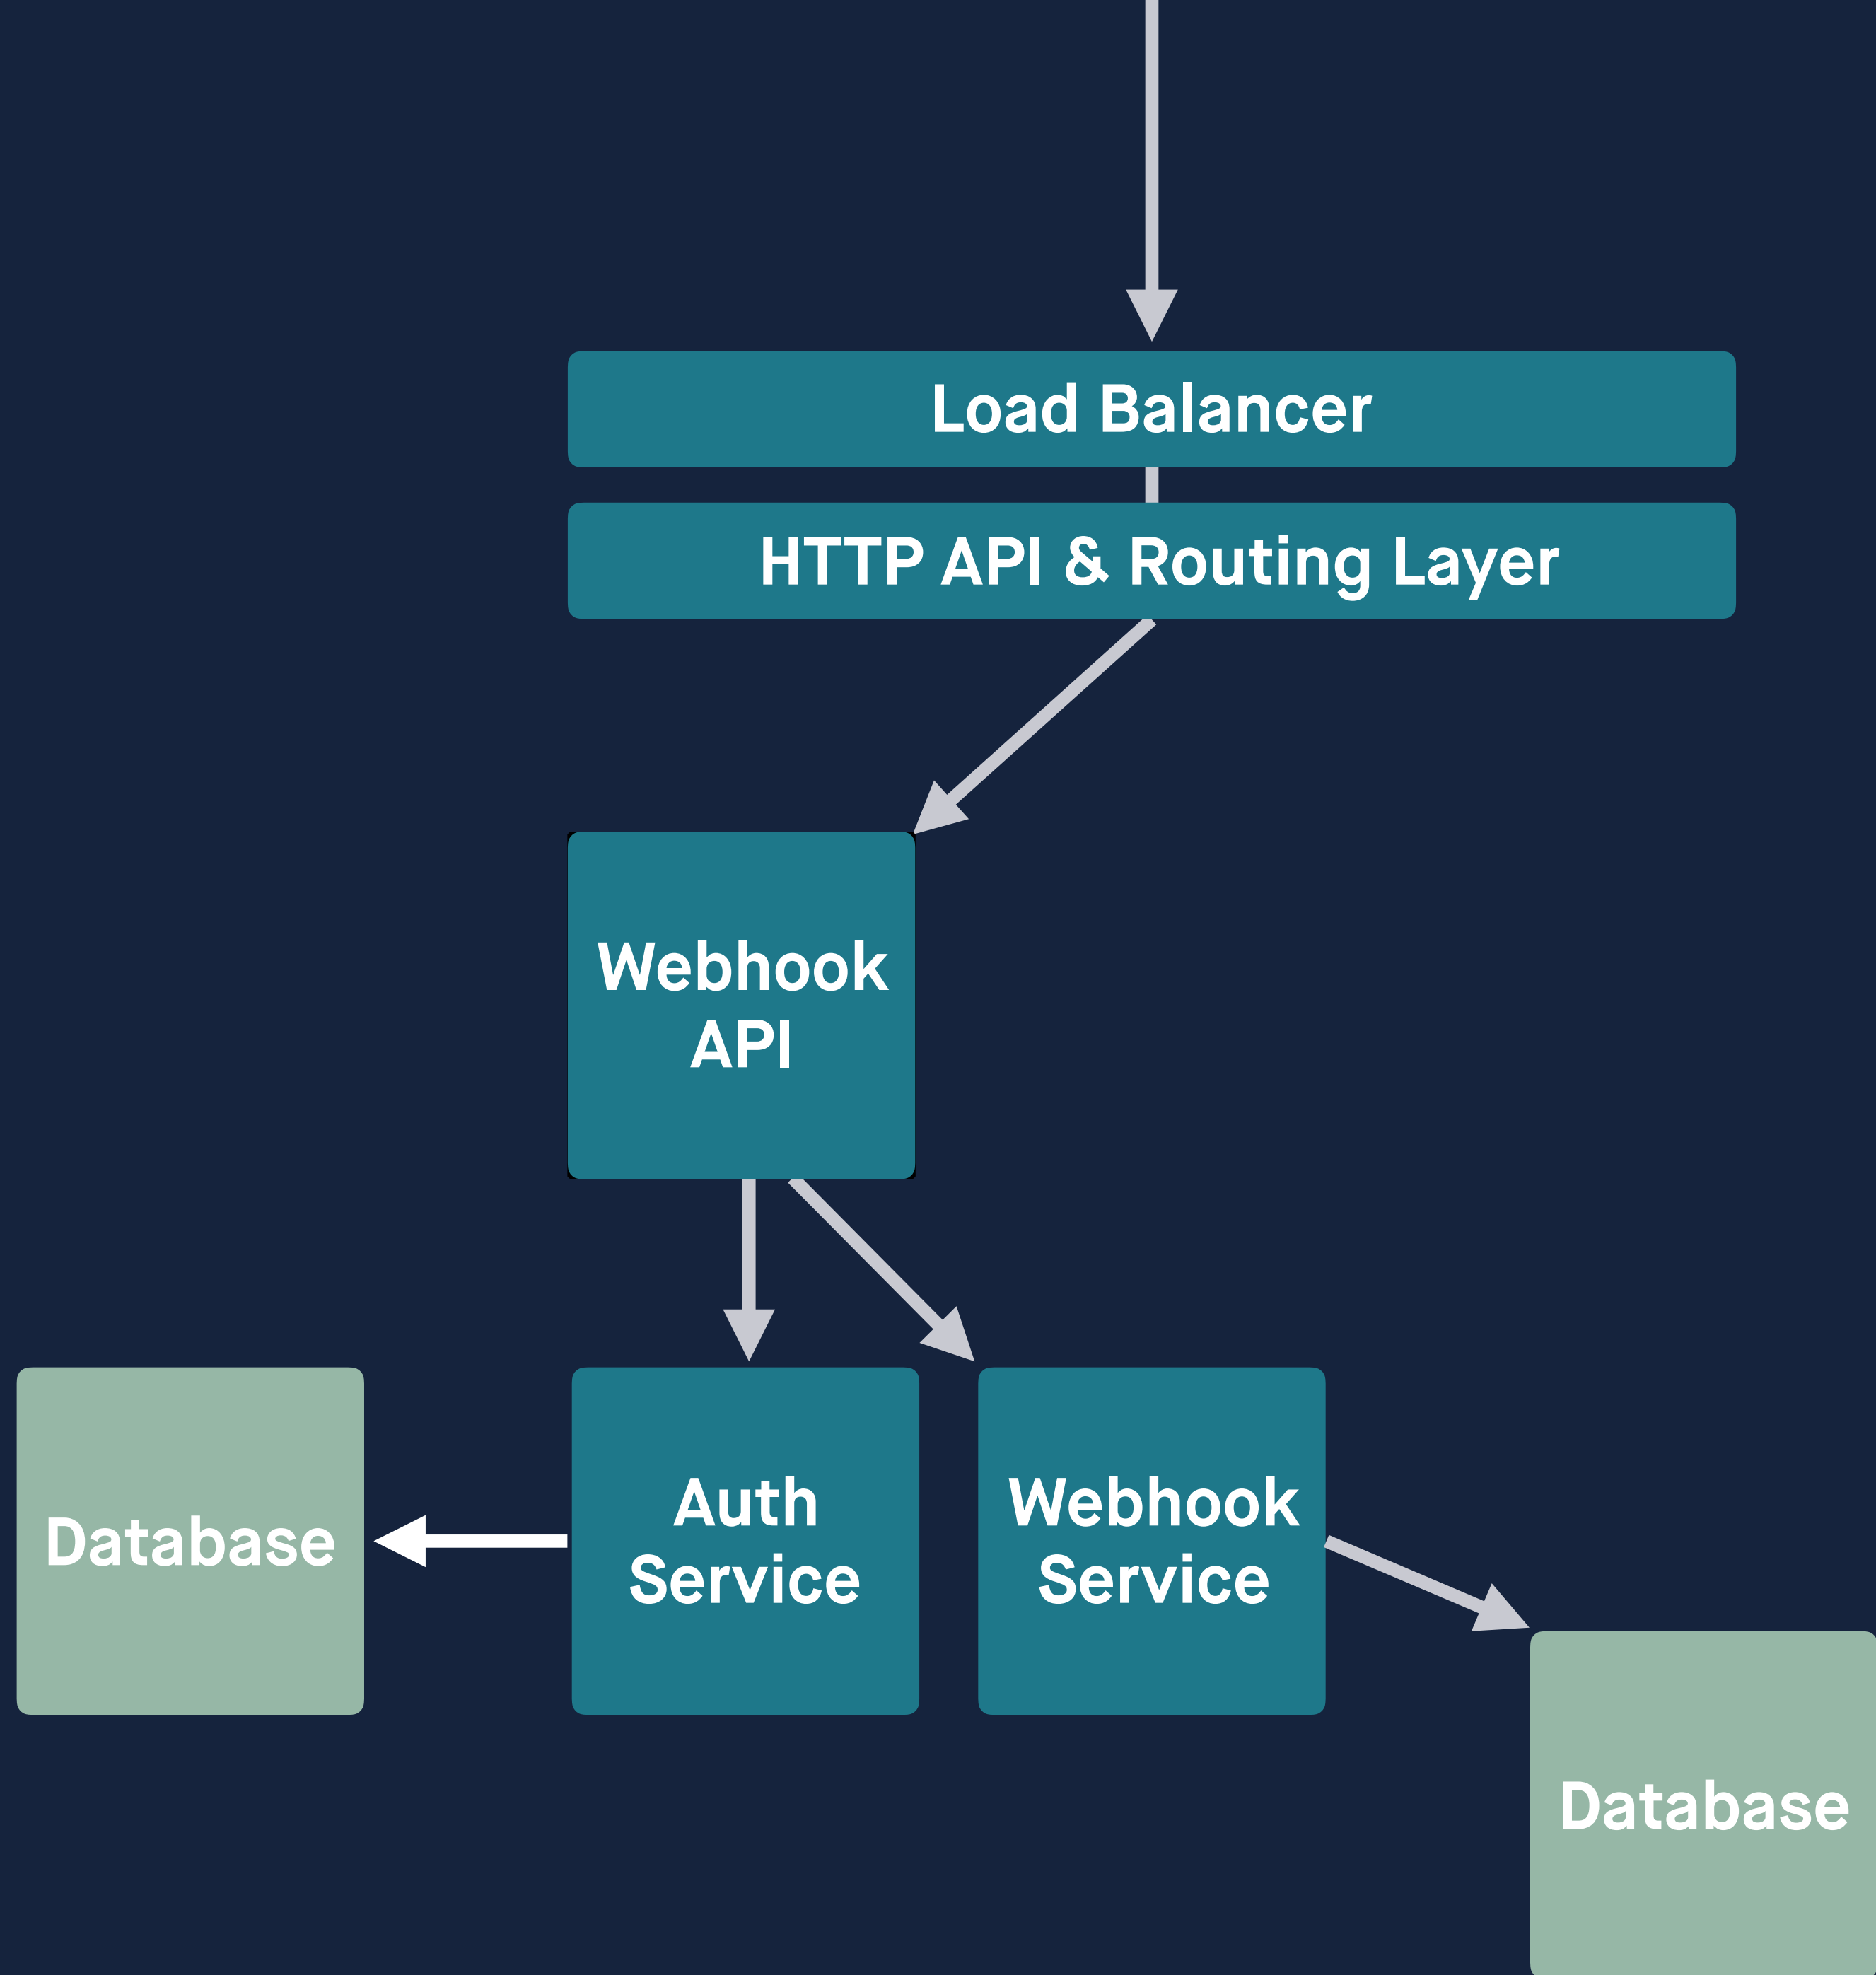 Load Balancer
HTTP API & Routing Layer
Webhook
API
Database
Auth
Service
Webhook
Service
Database